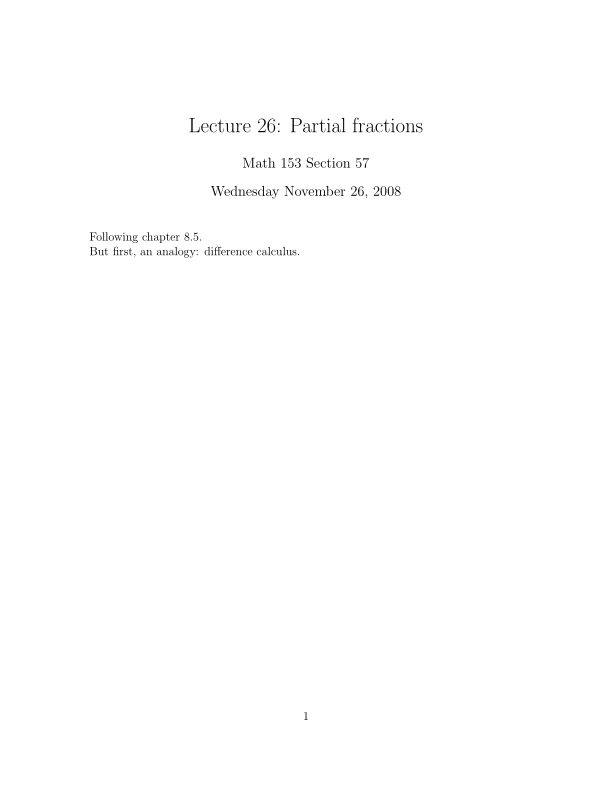 Lecture 26: Partial fractions
Math 153 Section 57
Wednesday November 26, 2008
Following chapter 8.5.
But first, an analogy: difference calculus.
1